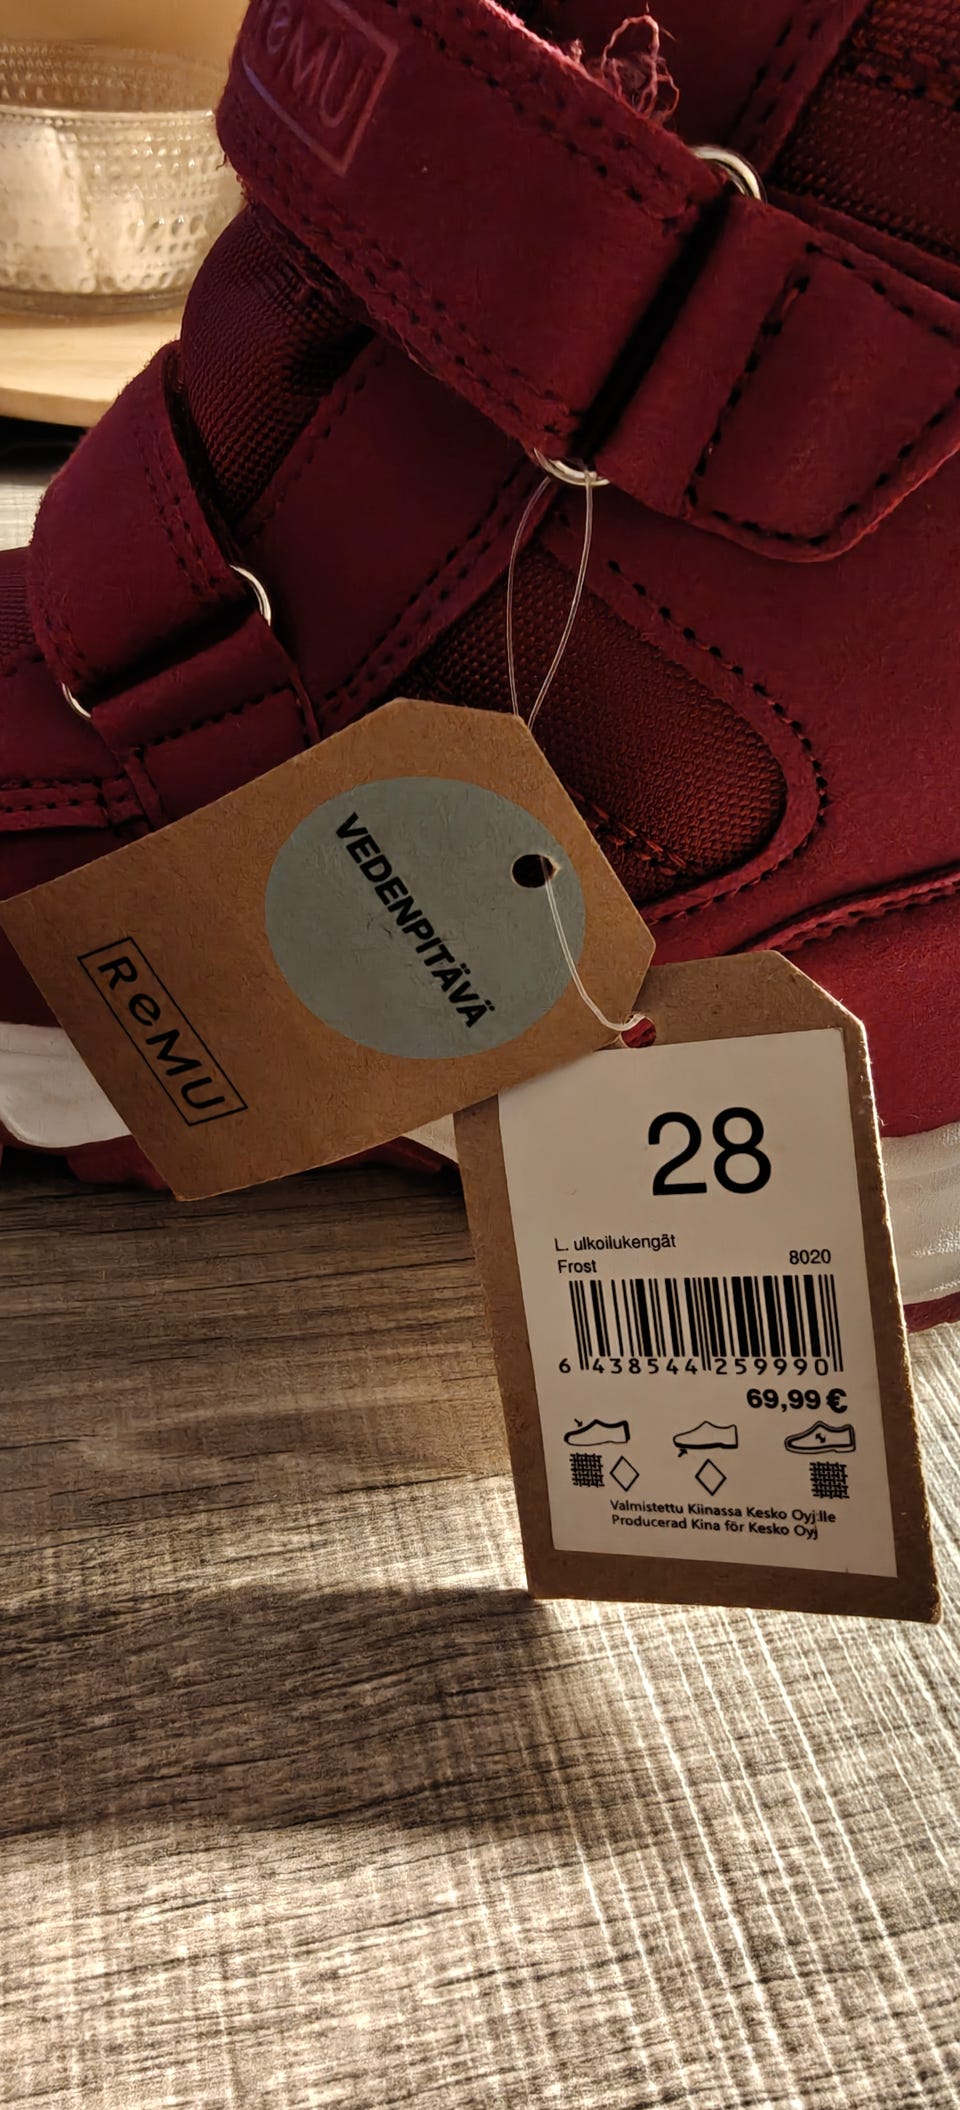 eMU
VEDENPITÄVÄ
ReMU
28
L. ulkoilukengät
Frost 8020
6 438544 259990
69,99 €
Valmistettu Kiinassa Kesko Oyj:lle
Producerad Kina för Kesko Oyj